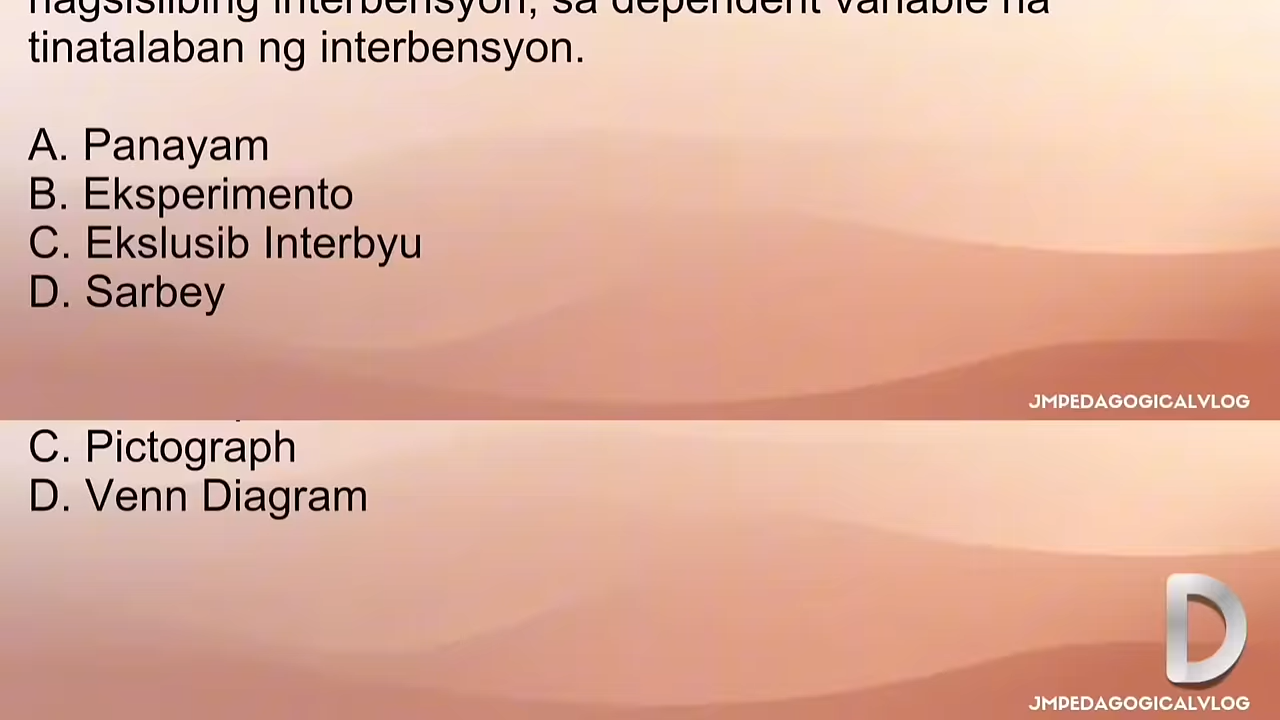 nagsisilbing interbensyon, sa dependent variable na
tinatalaban ng interbensyon.
A. Panayam
B. Eksperimento
C. Ekslusib Interbyu
D. Sarbey
JMPEDAGOGICALVLOG
C. Pictograph
D. Venn Diagram
D
JMPEDAGOGICALVLOG